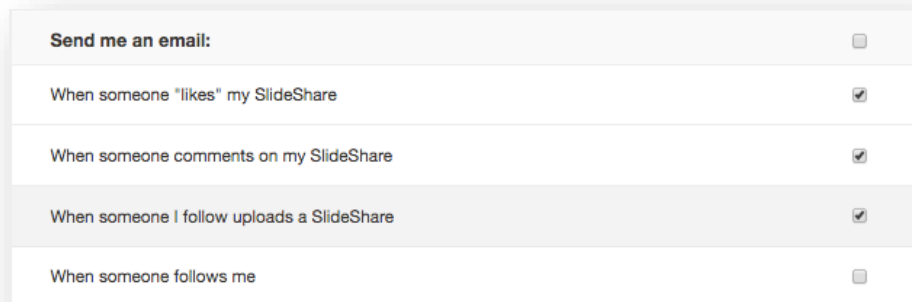 Send me an email:
When someone "likes" my SlideShare
When someone comments on my SlideShare
When someone I follow uploads a SlideShare
When someone follows me